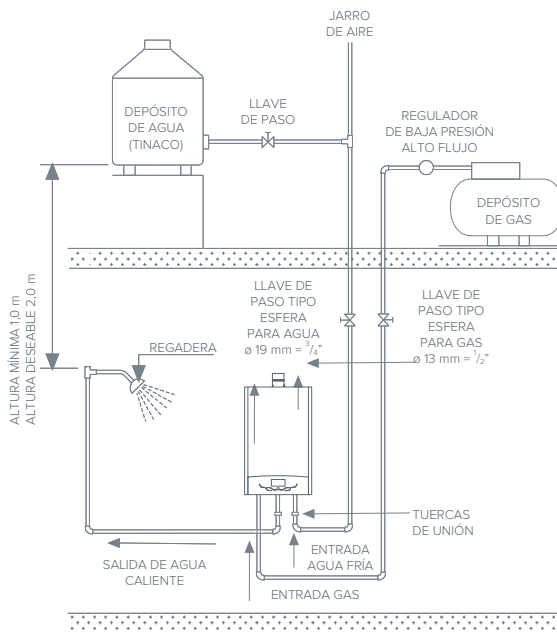 JARRO
DE AIRE
DEPÓSITO
DE AGUA
(TINACO)
LLAVE
DE PASO
REGULADOR
DE BAJA PRESIÓN
ALTO FLUJO
DEPÓSITO
DE GAS
ALTURA MÍNIMA 1,0 m
ALTURA DESEABLE 2,0 m
REGADERA
LLAVE DE
PASO TIPO
ESFERA
PARA AGUA
ø 19 mm = 3/4"
LLAVE DE
PASO TIPO
ESFERA
PARA GAS
ø 13 mm = 1/2"
TUERCAS
DE UNIÓN
SALIDA DE AGUA
CALIENTE
ENTRADA
AGUA FRÍA
ENTRADA GAS